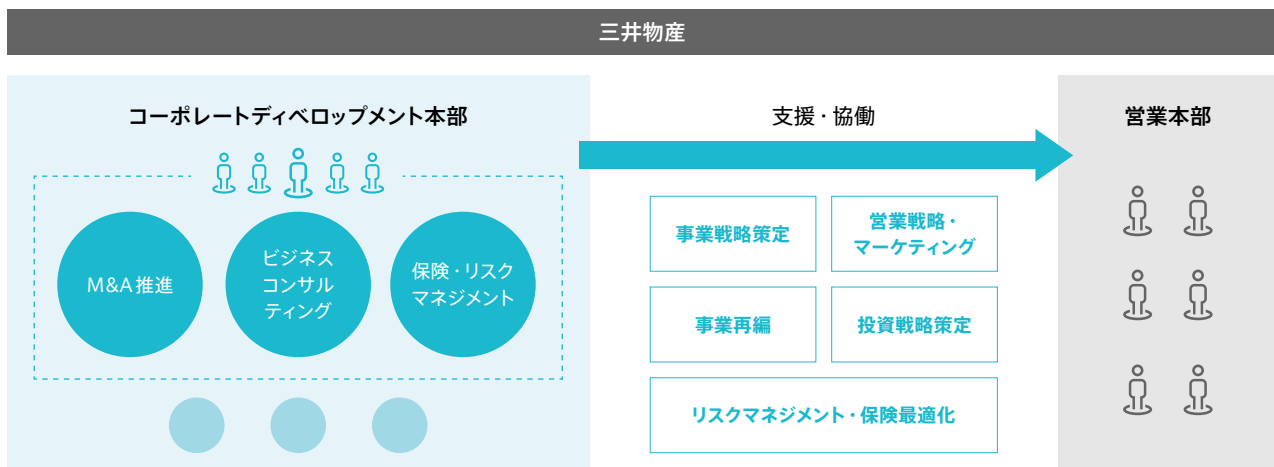 三井物産
コーポレートディベロップメント本部
M&A推進
ビジネス
コンサル
ティング
保険・リスク
マネジメント
支援・協働
事業戦略策定
営業戦略・
マーケティング
事業再編
投資戦略策定
リスクマネジメント・保険最適化
営業本部